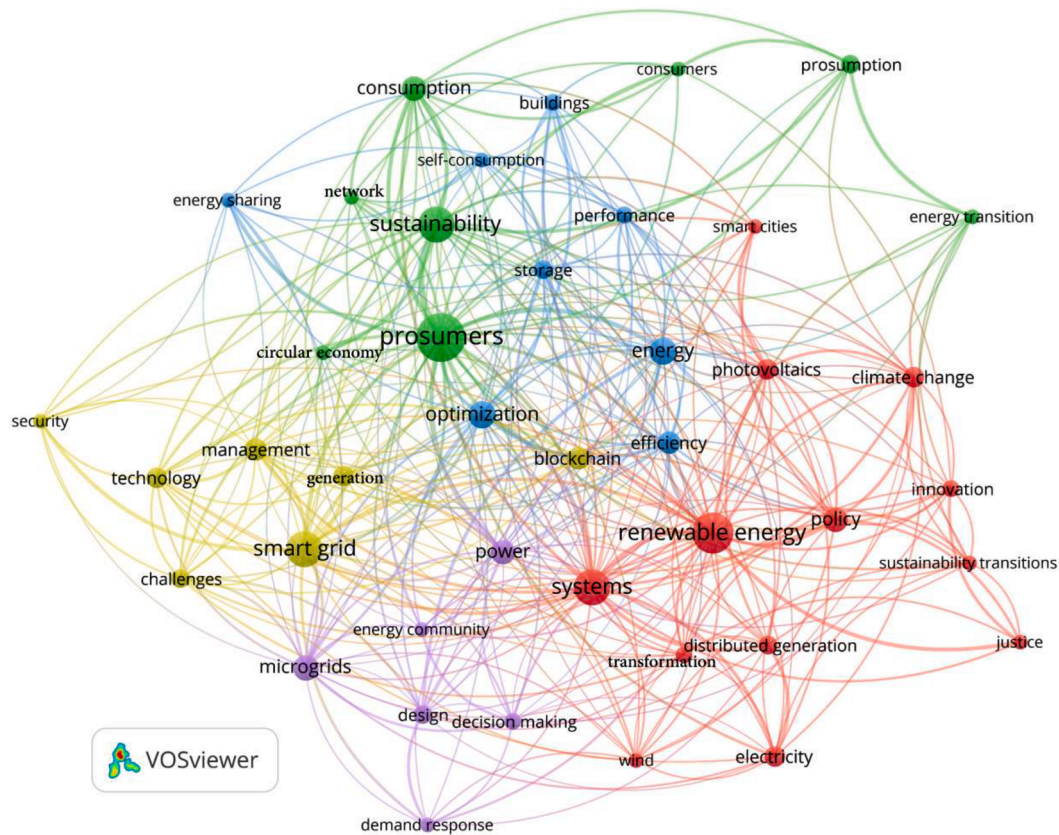 prosumption
consumers
consumption
buildings
self-consumption
network
energy sharing
performance
energy transition
sustainability
smart cities
storage
prosumers
circular economy
energy
photovoltaics
climate change
optimization
security
efficiency
management
blockchain
technology
generation
innovation
policy
renewable energy
smart grid
power
sustainability transitions
challenges
systems
energy community
justice
distributed generation
transformation
microgrids
design
decision making
wind
electricity
VOSviewer
demand response